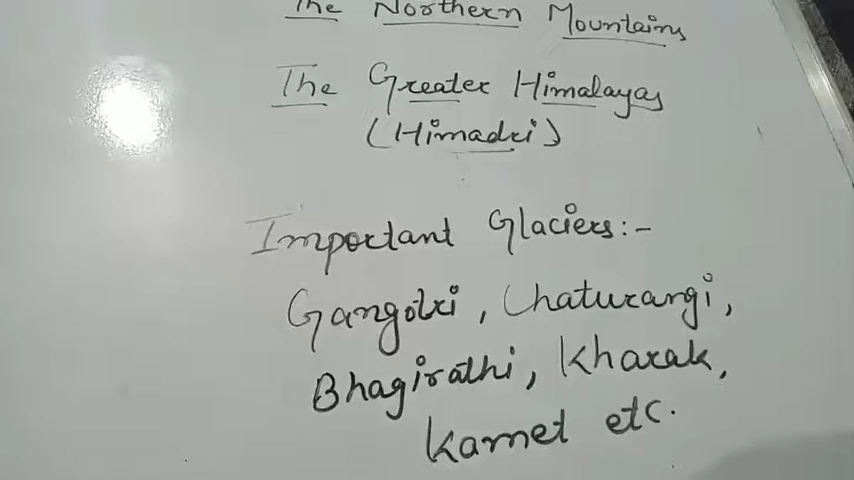 The Northern Mountains
The Greater Himalayas
(Himadri)
Important Glaciers:-
Gangotri, Chaturangi,
Bhagirathi, Kharak,
Kamet etc.